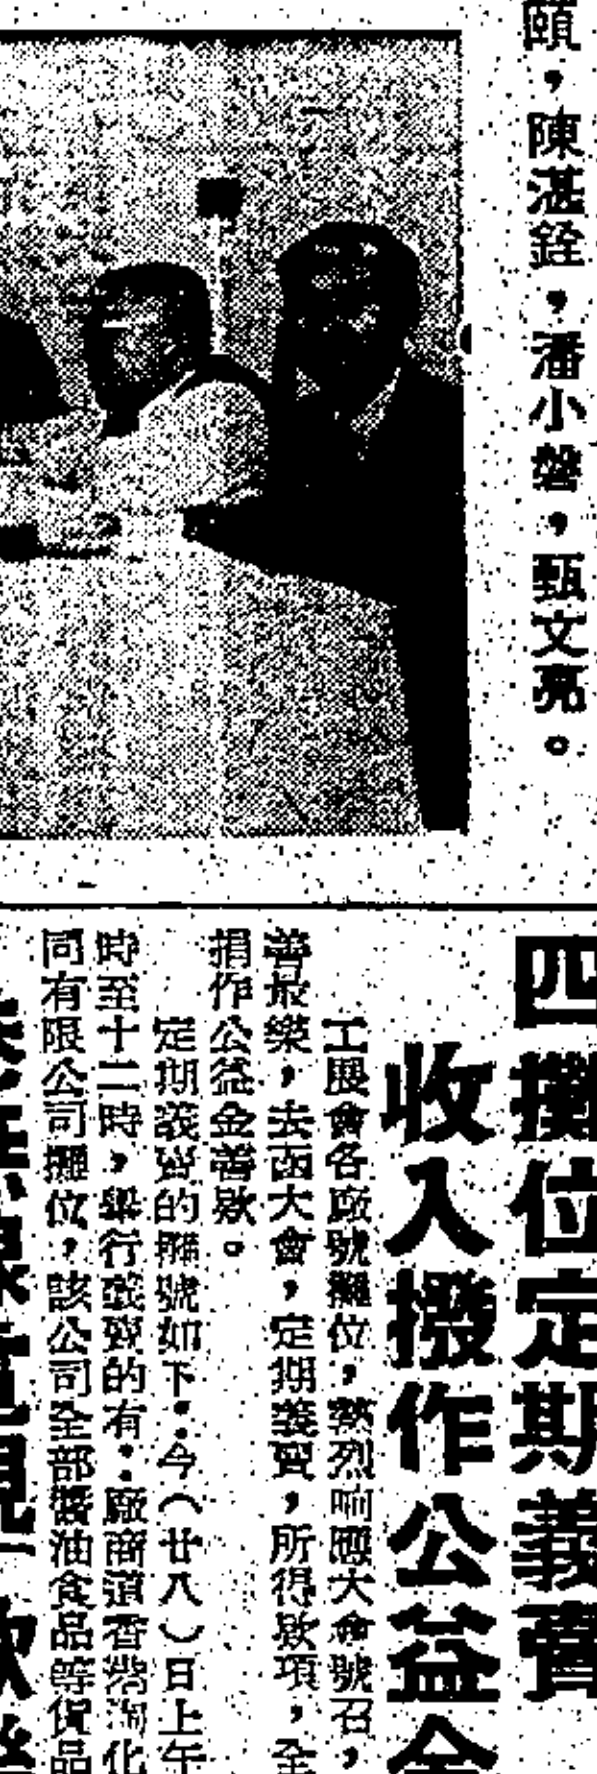 頤，陳湛銓，潘小磐，甄文亮。
四攤位定期義賣
收入撥作公益金
工展會各廠號攤位，熱烈响應大會號召，
善最樂，去函大會，定期義賣，所得款項，全
捐作公益金善款。
定期義賣的攤號如下：今（廿八）日上午
時至十二時，舉行義賣的有：廠商道香港淘化
同有限公司攤位，該公司全部醬油食品等貨品